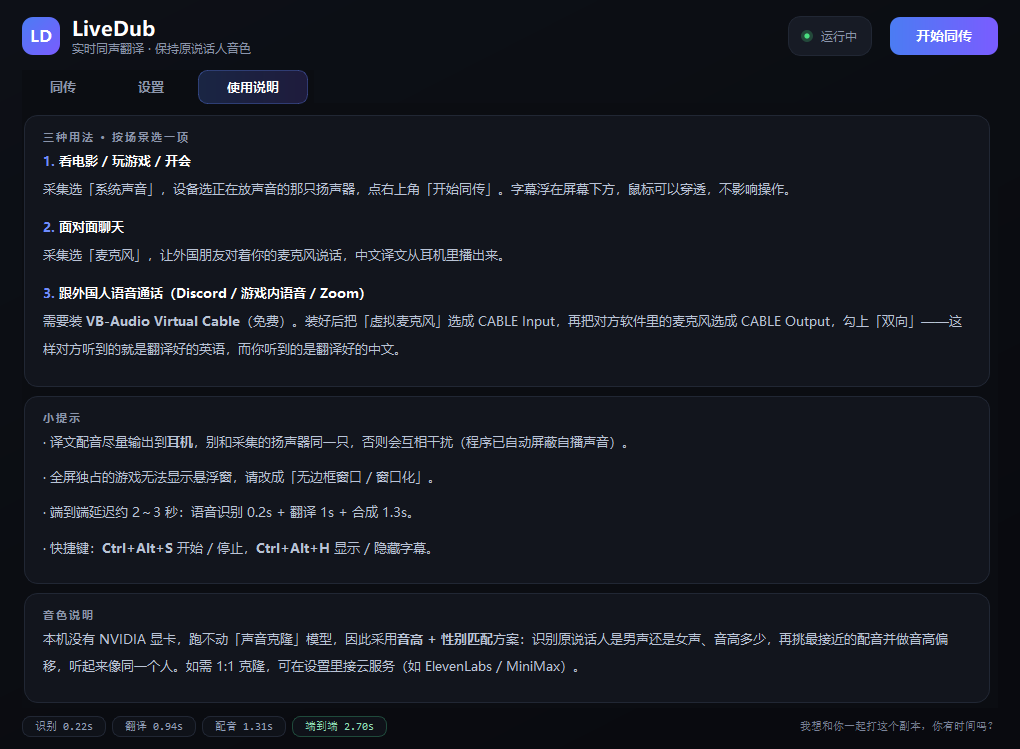 LD
LiveDub
实时同声翻译 · 保持原说话人音色
运行中
开始同传
同传
设置
使用说明
三种用法 · 按场景选一项
1. 看电影 / 玩游戏 / 开会
采集选「系统声音」，设备选正在放声音的那只扬声器，点右上角「开始同传」。字幕浮在屏幕下方，鼠标可以穿透，不影响操作。
2. 面对面聊天
采集选「麦克风」，让外国朋友对着你的麦克风说话，中文译文从耳机里播出来。
3. 跟外国人语音通话（Discord / 游戏内语音 / Zoom）
需要装 VB-Audio Virtual Cable（免费）。装好后把「虚拟麦克风」选成 CABLE Input，再把对方软件里的麦克风选成 CABLE Output，勾上「双向」——这
样对方听到的就是翻译好的英语，而你听到的是翻译好的中文。
小提示
· 译文配音尽量输出到耳机，别和采集的扬声器同一只，否则会互相干扰（程序已自动屏蔽自播声音）。
· 全屏独占的游戏无法显示悬浮窗，请改成「无边框窗口 / 窗口化」。
· 端到端延迟约 2～3 秒：语音识别 0.2s + 翻译 1s + 合成 1.3s。
· 快捷键：Ctrl+Alt+S 开始 / 停止，Ctrl+Alt+H 显示 / 隐藏字幕。
音色说明
本机没有 NVIDIA 显卡，跑不动「声音克隆」模型，因此采用音高 + 性别匹配方案：识别原说话人是男声还是女声、音高多少，再挑最接近的配音并做音高偏
移，听起来像同一个人。如需 1:1 克隆，可在设置里接云服务（如 ElevenLabs / MiniMax）。
识别 0.22s
翻译 0.94s
配音 1.31s
端到端 2.70s
我想和你一起打这个副本，你有时间吗？